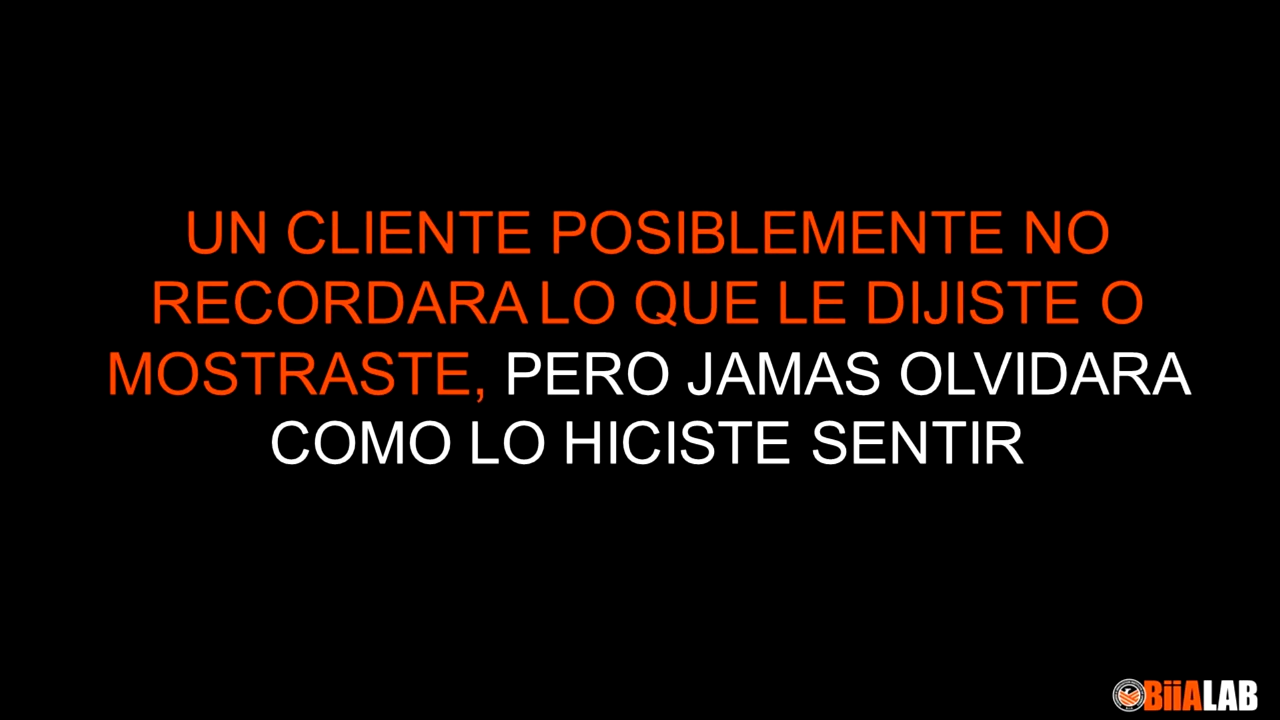 UN CLIENTE POSIBLEMENTE NO
RECORDARA LO QUE LE DIJISTE O
MOSTRASTE, PERO JAMAS OLVIDARA
COMO LO HICISTE SENTIR
BiiALAB